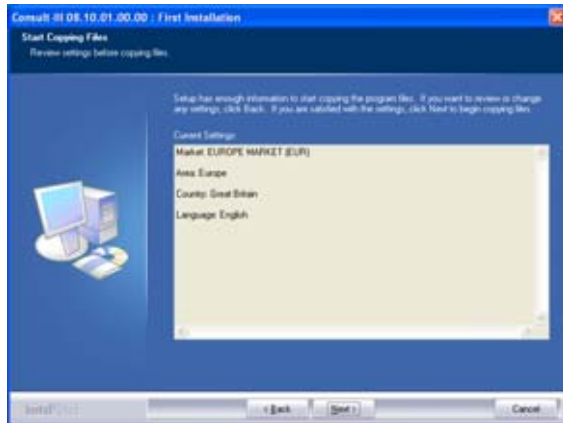 Consult-III 08.10.01.00.00 : First Installation
Start Copying Files
Review settings before copying files.
Setup has enough information to start copying the program files. If you want to review or change
any settings, click Back. If you are satisfied with the settings, click Next to begin copying files.
Current Settings:
Market: EUROPE MARKET (EUR)
Area: Europe
Country: Great Britain
Language: English
< Back
Next >
Cancel